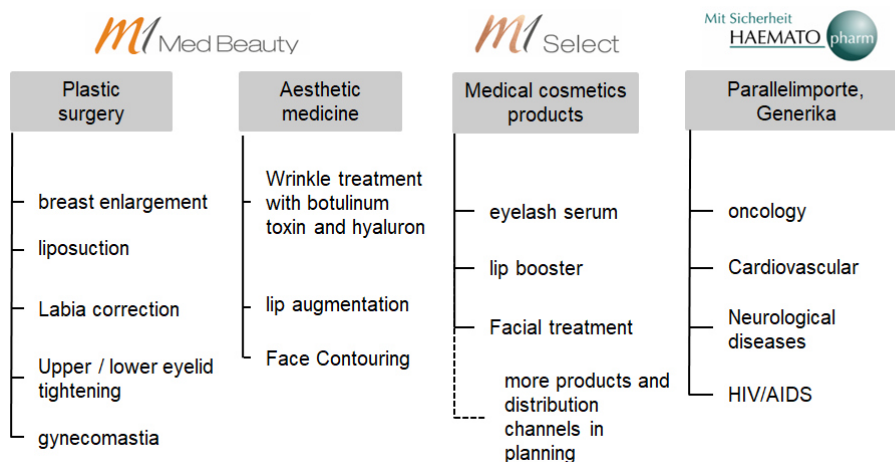 m1 Med Beauty
m1 Select
Mit Sicherheit
HAEMATO pharm
Plastic
surgery
breast enlargement
liposuction
Labia correction
Upper / lower eyelid
tightening
gynecomastia
Aesthetic
medicine
Wrinkle treatment
with botulinum
toxin and hyaluron
lip augmentation
Face Contouring
Medical cosmetics
products
eyelash serum
lip booster
Facial treatment
more products and
distribution
channels in
planning
Parallelimporte,
Generika
oncology
Cardiovascular
Neurological
diseases
HIV/AIDS